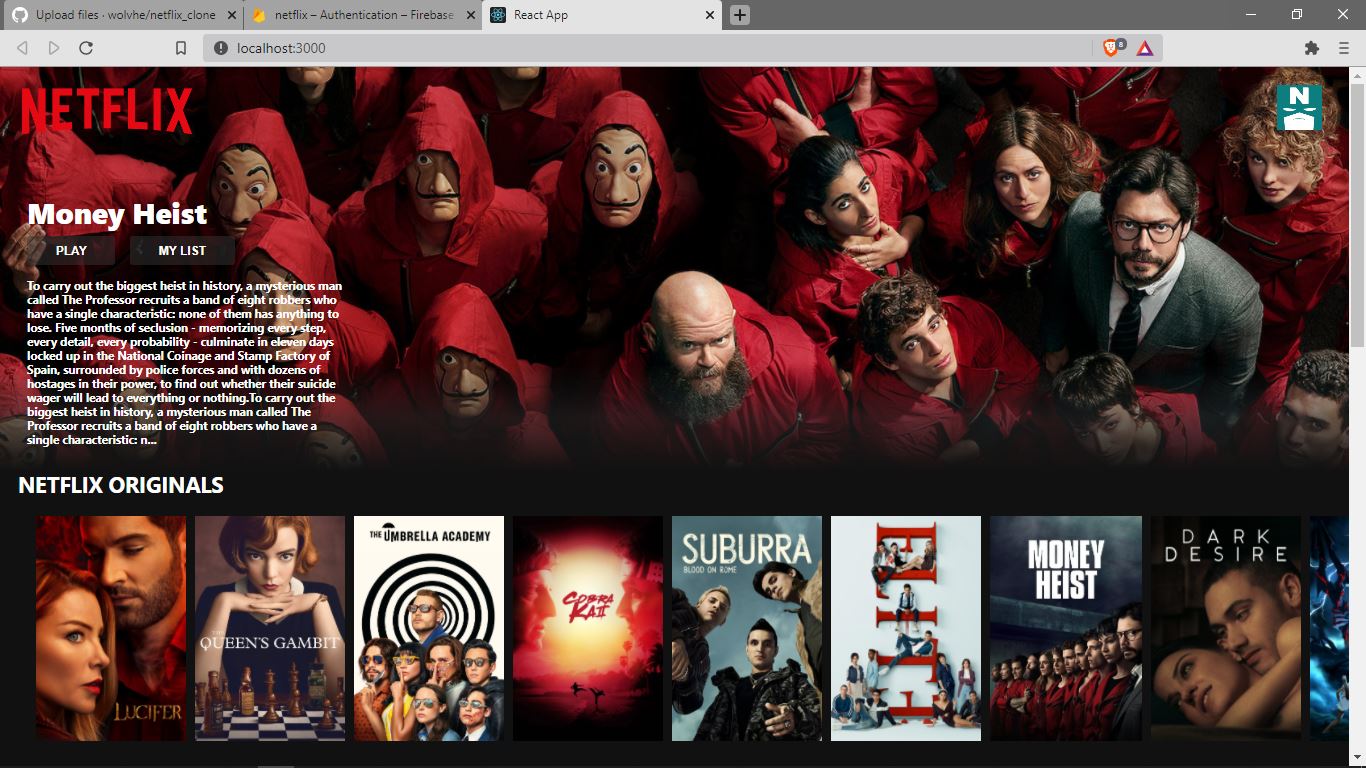 Upload files · wolvhe/netflix_clone
netflix – Authentication – Firebase
React App
localhost:3000
8
NETFLIX
N
Money Heist
PLAY
MY LIST
To carry out the biggest heist in history, a mysterious man
called The Professor recruits a band of eight robbers who
have a single characteristic: none of them has anything to
lose. Five months of seclusion - memorizing every step,
every detail, every probability - culminate in eleven days
locked up in the National Coinage and Stamp Factory of
Spain, surrounded by police forces and with dozens of
hostages in their power, to find out whether their suicide
wager will lead to everything or nothing.To carry out the
biggest heist in history, a mysterious man called The
Professor recruits a band of eight robbers who have a
single characteristic: n...
NETFLIX ORIGINALS
LUCIFER
THE
QUEEN'S GAMBIT
THE UMBRELLA ACADEMY
COBRA
KAI
SUBURRA
BLOOD ON ROME
ELITE
MONEY
HEIST
DARK
DESIRE